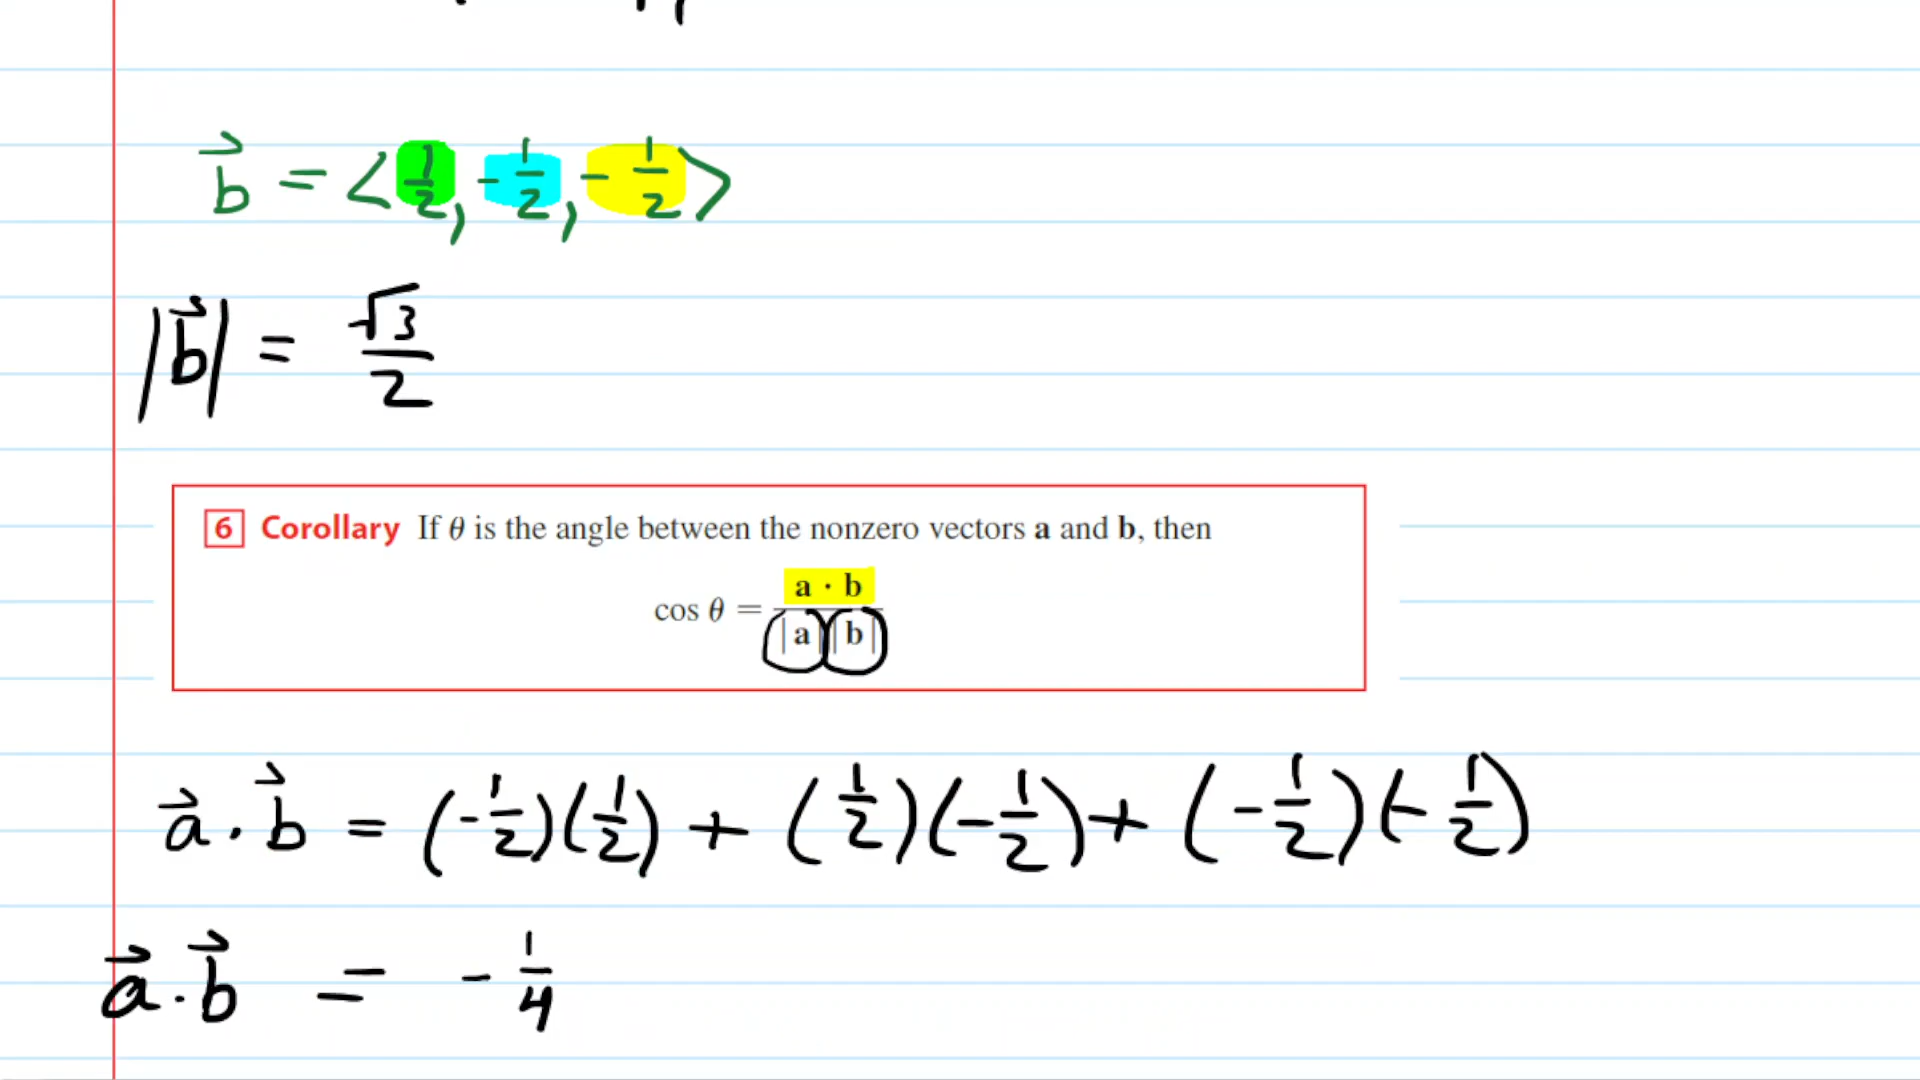 b⃗ = <1/2, -1/2, -1/2>
|b⃗| = √3/2
6 Corollary If θ is the angle between the nonzero vectors a and b, then
cos θ = a · b / |a||b|
a⃗ · b⃗ = (-1/2)(1/2) + (1/2)(-1/2) + (-1/2)(-1/2)
a⃗ · b⃗ = -1/4